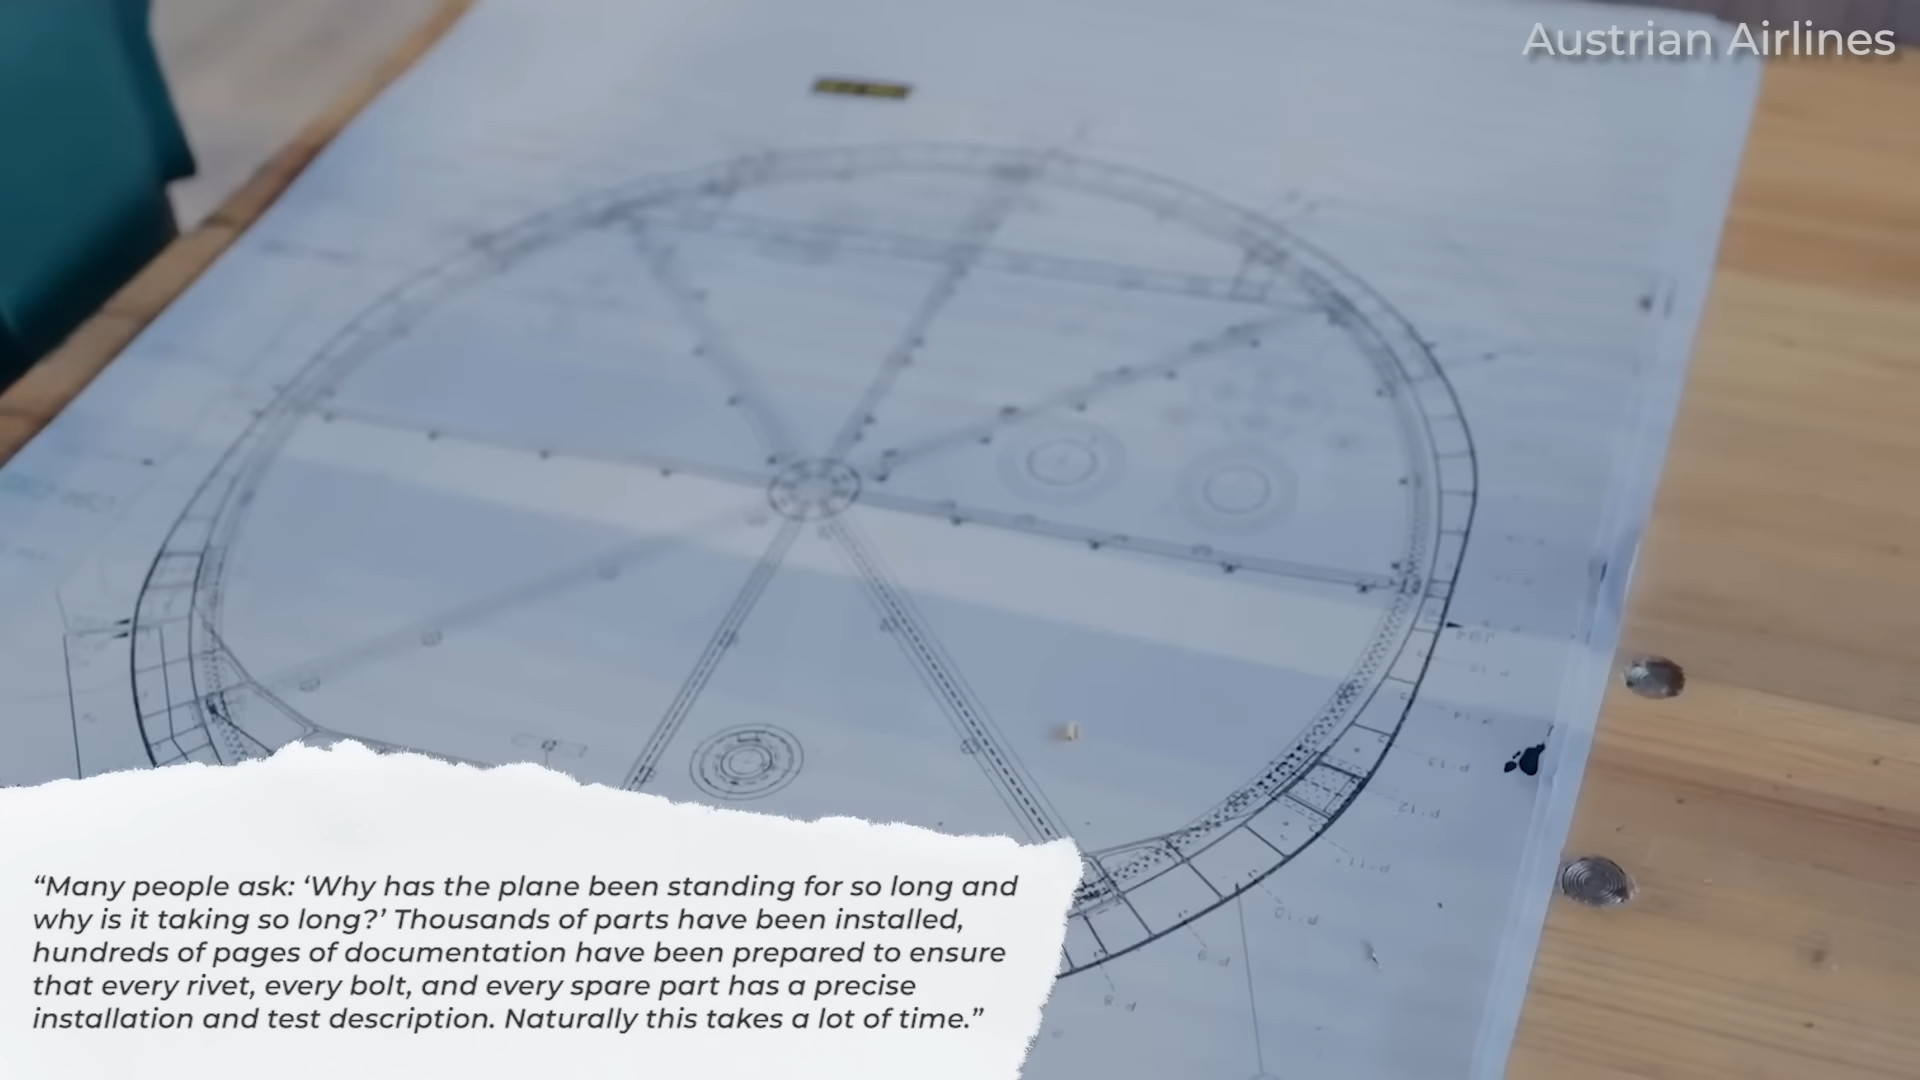 Austrian Airlines
“Many people ask: ‘Why has the plane been standing for so long and
why is it taking so long?’ Thousands of parts have been installed,
hundreds of pages of documentation have been prepared to ensure
that every rivet, every bolt, and every spare part has a precise
installation and test description. Naturally this takes a lot of time.”